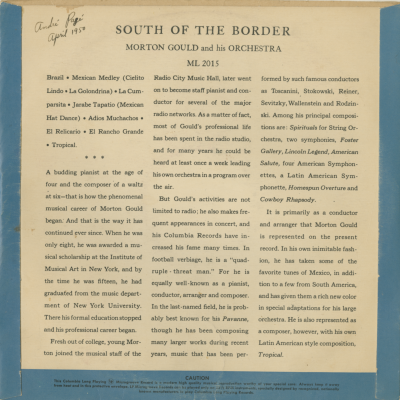 André
April 1950
SOUTH OF THE BORDER
MORTON GOULD and his ORCHESTRA
ML 2015
Brazil • Mexican Medley (Cielito
Lindo • La Golondrina) • La Cum-
parsita • Jarabe Tapatio (Mexican
Hat Dance) • Adios Muchachos •
El Relicario • El Rancho Grande
• Tropical.
* * *
A budding pianist at the age of
four and the composer of a waltz
at six—that is how the phenomenal
musical career of Morton Gould
began. And that is the way it has
continued ever since. When he was
only eight, he was awarded a mu-
sical scholarship at the Institute of
Musical Art in New York, and by
the time he was fifteen, he had
graduated from the music depart-
ment of New York University.
There his formal education stopped
and his professional career began.
Fresh out of college, young Mor-
ton joined the musical staff of the
Radio City Music Hall, later went
on to become staff pianist and con-
ductor for several of the major
radio networks. As a matter of fact,
most of Gould's professional life
has been spent in the radio studio,
and for many years he could be
heard at least once a week leading
his own orchestra in a program over
the air.
But Gould's activities are not
limited to radio; he also makes fre-
quent appearances in concert, and
his Columbia Records have in-
creased his fame many times. In
football verbiage, he is a "quad-
ruple-threat man." For he is
equally well-known as a pianist,
conductor, arranger and composer.
In the last-named field, he is prob-
ably best known for his Pavanne,
though he has been composing
many larger works during recent
years, music that has been per-
formed by such famous conductors
as Toscanini, Stokowski, Reiner,
Sevitzky, Wallenstein and Rodzin-
ski. Among his principal composi-
tions are: Spirituals for String Or-
chestra, two symphonies, Foster
Gallery, Lincoln Legend, American
Salute, four American Symphon-
ettes, a Latin American Sym-
phonette, Homespun Overture and
Cowboy Rhapsody.
It is primarily as a conductor
and arranger that Morton Gould
is represented on the present
record. In his own inimitable fash-
ion, he has taken some of the
favorite tunes of Mexico, in addi-
tion to a few from South America,
and has given them a rich new color
in special adaptations for his large
orchestra. He is also represented as
a composer, however, with his own
Latin American style composition,
Tropical.
CAUTION